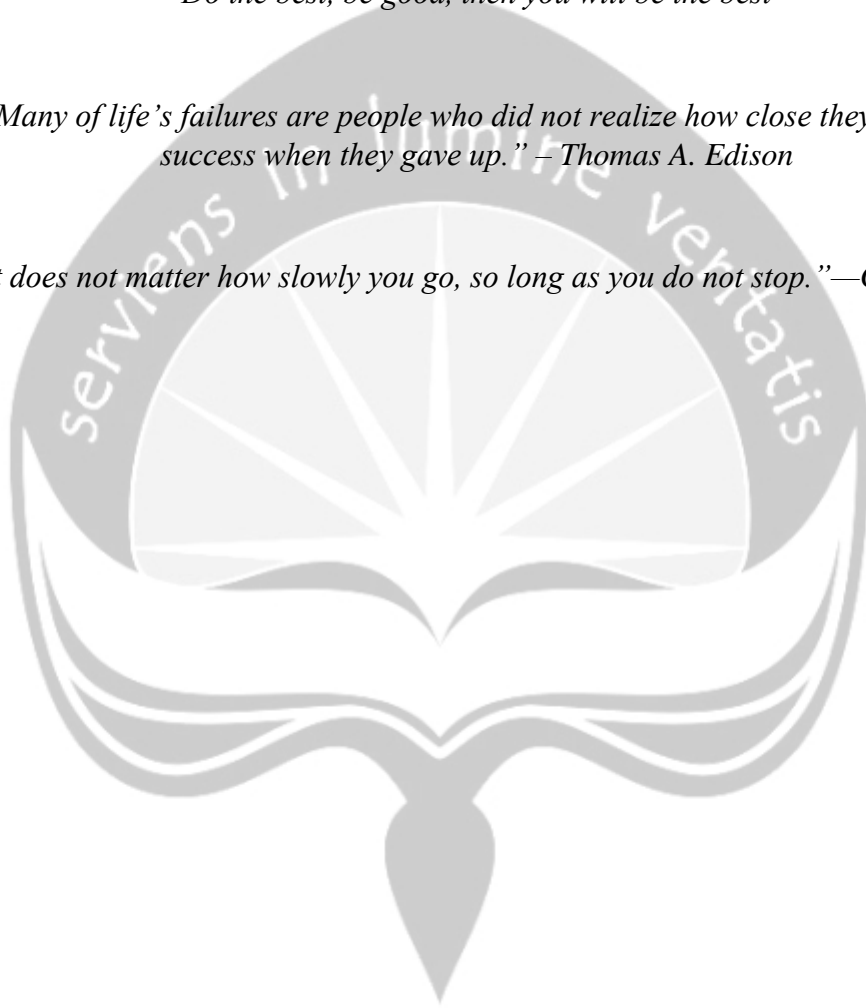 Do the best, be good, then you will be the best
Many of life’s failures are people who did not realize how close they
success when they gave up.” – Thomas A. Edison
serviens in lumine veritatis
t does not matter how slowly you go, so long as you do not stop.”—